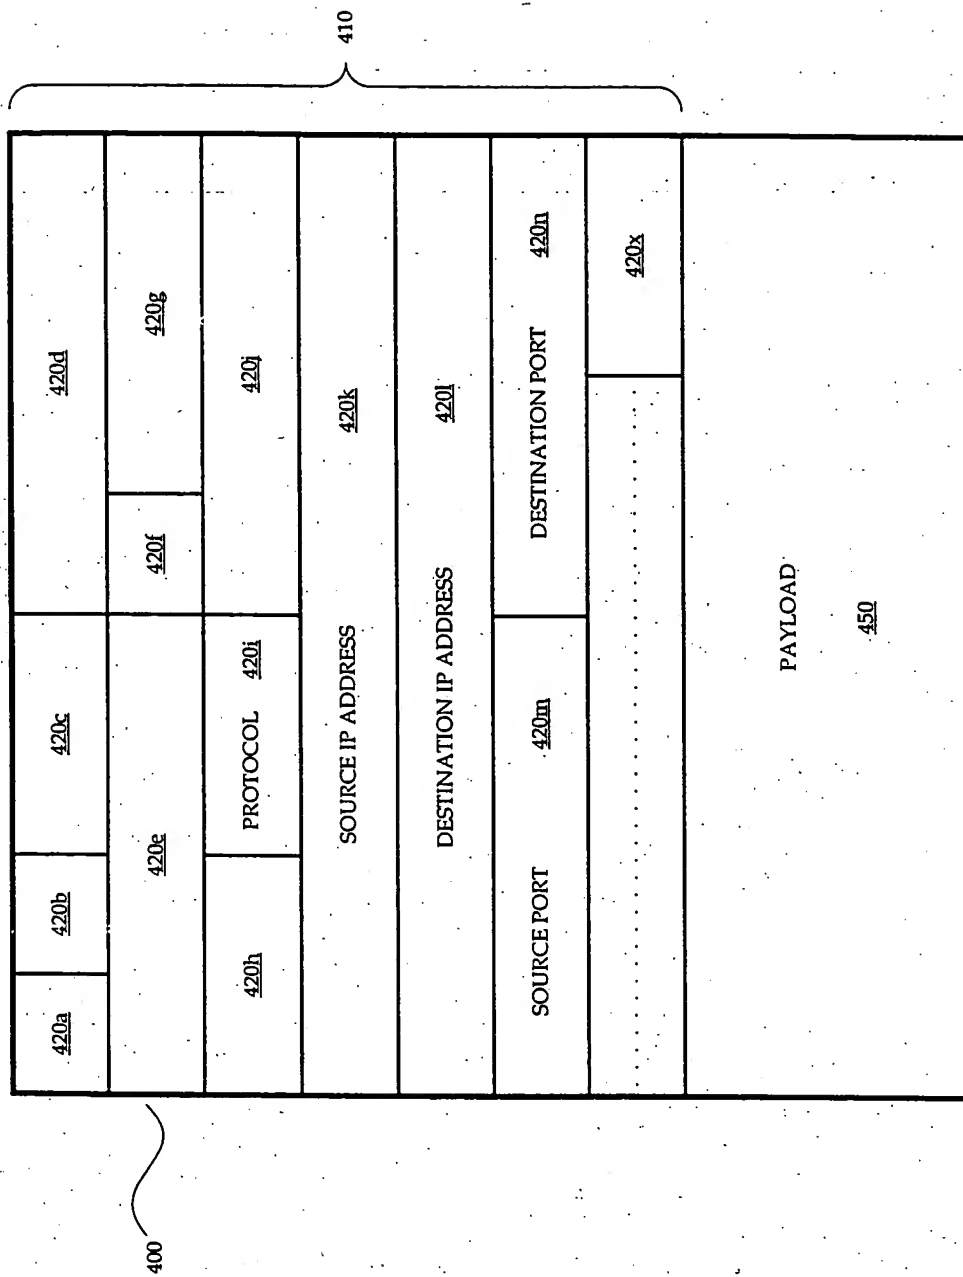 410
420a 420b 420c 420d
420e 420f 420g
420h PROTOCOL 420i 420j
SOURCE IP ADDRESS 420k
DESTINATION IP ADDRESS 420l
SOURCE PORT 420m DESTINATION PORT 420n
420x
PAYLOAD
450
400